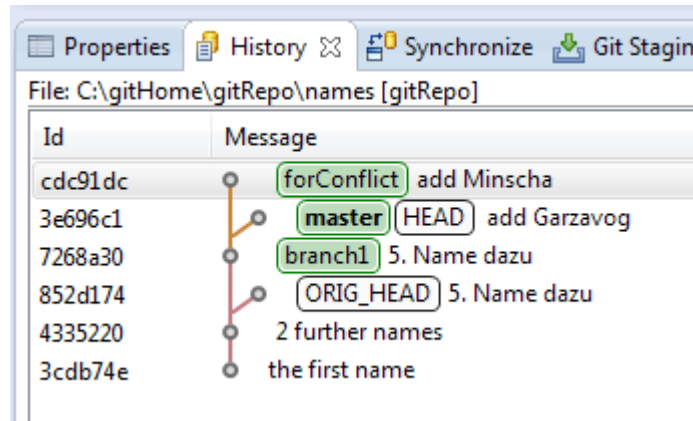 Properties History Synchronize Git Stagin
File: C:\gitHome\gitRepo\names [gitRepo]
Id Message
cdc91dc forConflict add Minscha
3e696c1 master HEAD add Garzavog
7268a30 branch1 5. Name dazu
852d174 ORIG_HEAD 5. Name dazu
4335220 2 further names
3cdb74e the first name